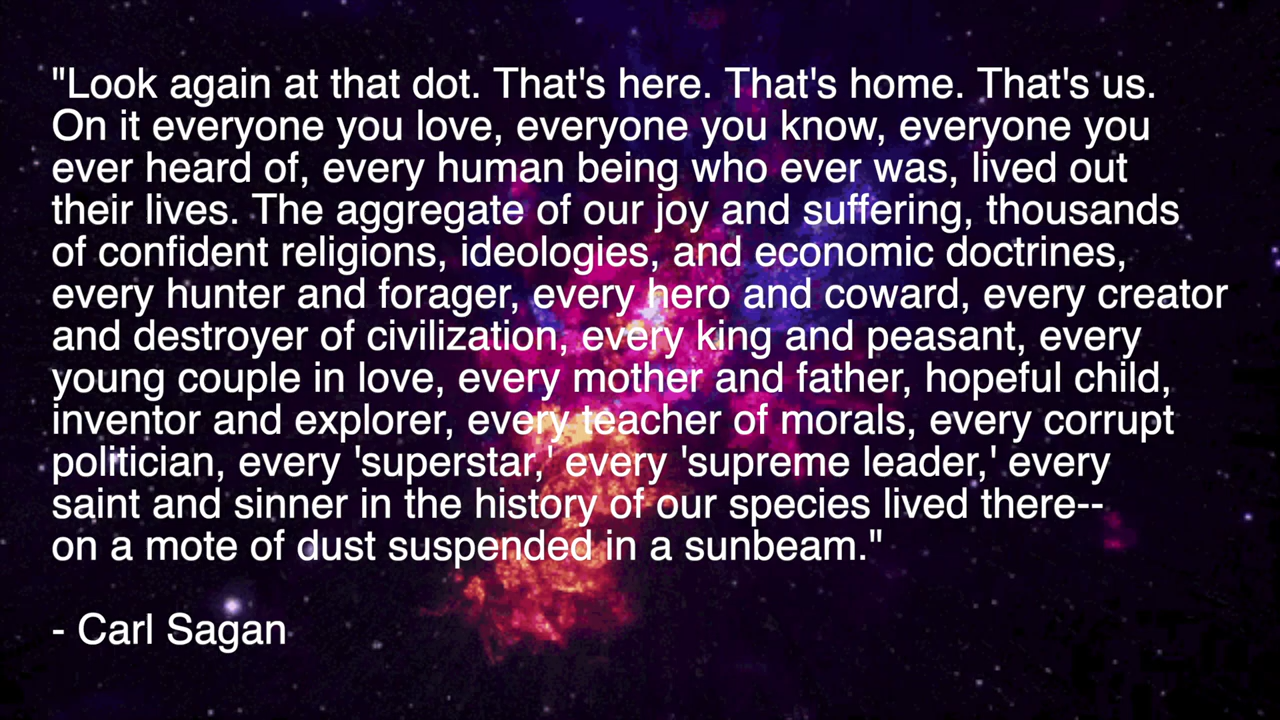 "Look again at that dot. That's here. That's home. That's us.
On it everyone you love, everyone you know, everyone you
ever heard of, every human being who ever was, lived out
their lives. The aggregate of our joy and suffering, thousands
of confident religions, ideologies, and economic doctrines,
every hunter and forager, every hero and coward, every creator
and destroyer of civilization, every king and peasant, every
young couple in love, every mother and father, hopeful child,
inventor and explorer, every teacher of morals, every corrupt
politician, every 'superstar,' every 'supreme leader,' every
saint and sinner in the history of our species lived there--
on a mote of dust suspended in a sunbeam."
- Carl Sagan